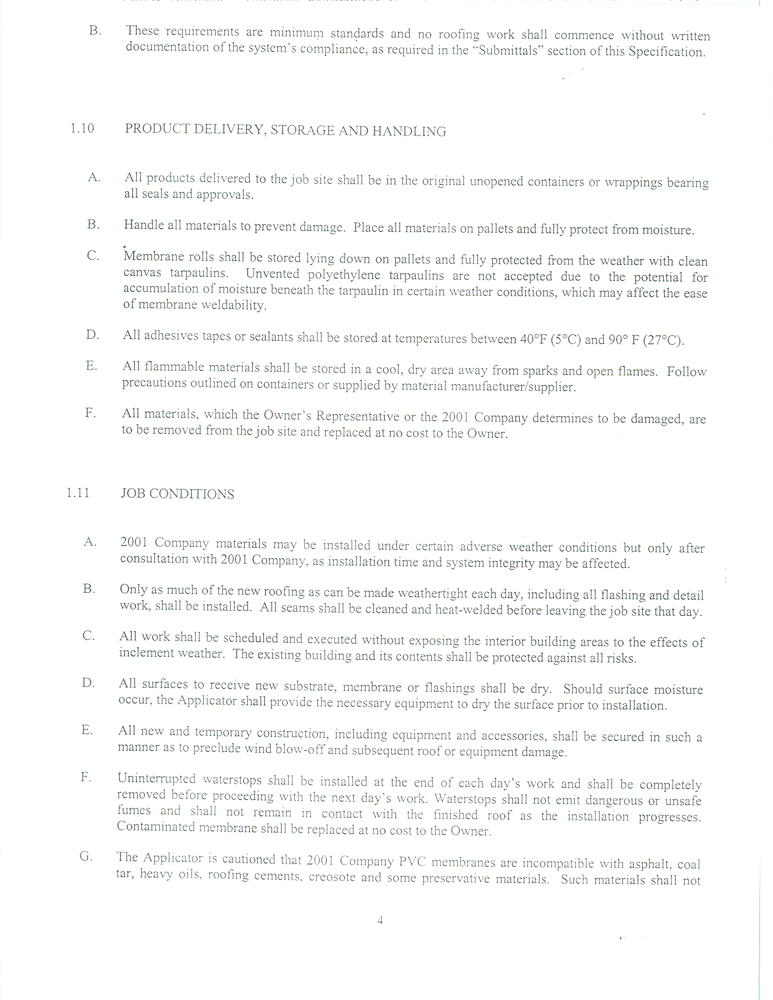 B. These requirements are minimum standards and no roofing work shall commence without written
documentation of the system's compliance, as required in the “Submittals” section of this Specification.
1.10 PRODUCT DELIVERY, STORAGE AND HANDLING
A. All products delivered to the job site shall be in the original unopened containers or wrappings bearing
all seals and approvals.
B. Handle all materials to prevent damage. Place all materials on pallets and fully protect from moisture.
C. Membrane rolls shall be stored lying down on pallets and fully protected from the weather with clean
canvas tarpaulins. Unvented polyethylene tarpaulins are not accepted due to the potential for
accumulation of moisture beneath the tarpaulin in certain weather conditions, which may affect the ease
of membrane weldability.
D. All adhesives tapes or sealants shall be stored at temperatures between 40°F (5°C) and 90° F (27°C).
E. All flammable materials shall be stored in a cool, dry area away from sparks and open flames. Follow
precautions outlined on containers or supplied by material manufacturer/supplier.
F. All materials, which the Owner's Representative or the 2001 Company determines to be damaged, are
to be removed from the job site and replaced at no cost to the Owner.
1.11 JOB CONDITIONS
A. 2001 Company materials may be installed under certain adverse weather conditions but only after
consultation with 2001 Company, as installation time and system integrity may be affected.
B. Only as much of the new roofing as can be made weathertight each day, including all flashing and detail
work, shall be installed. All seams shall be cleaned and heat-welded before leaving the job site that day.
C. All work shall be scheduled and executed without exposing the interior building areas to the effects of
inclement weather. The existing building and its contents shall be protected against all risks.
D. All surfaces to receive new substrate, membrane or flashings shall be dry. Should surface moisture
occur, the Applicator shall provide the necessary equipment to dry the surface prior to installation.
E. All new and temporary construction, including equipment and accessories, shall be secured in such a
manner as to preclude wind blow-off and subsequent roof or equipment damage.
F. Uninterrupted waterstops shall be installed at the end of each day's work and shall be completely
removed before proceeding with the next day's work. Waterstops shall not emit dangerous or unsafe
fumes and shall not remain in contact with the finished roof as the installation progresses.
Contaminated membrane shall be replaced at no cost to the Owner.
G. The Applicator is cautioned that 2001 Company PVC membranes are incompatible with asphalt, coal
tar, heavy oils, roofing cements, creosote and some preservative materials. Such materials shall not
4